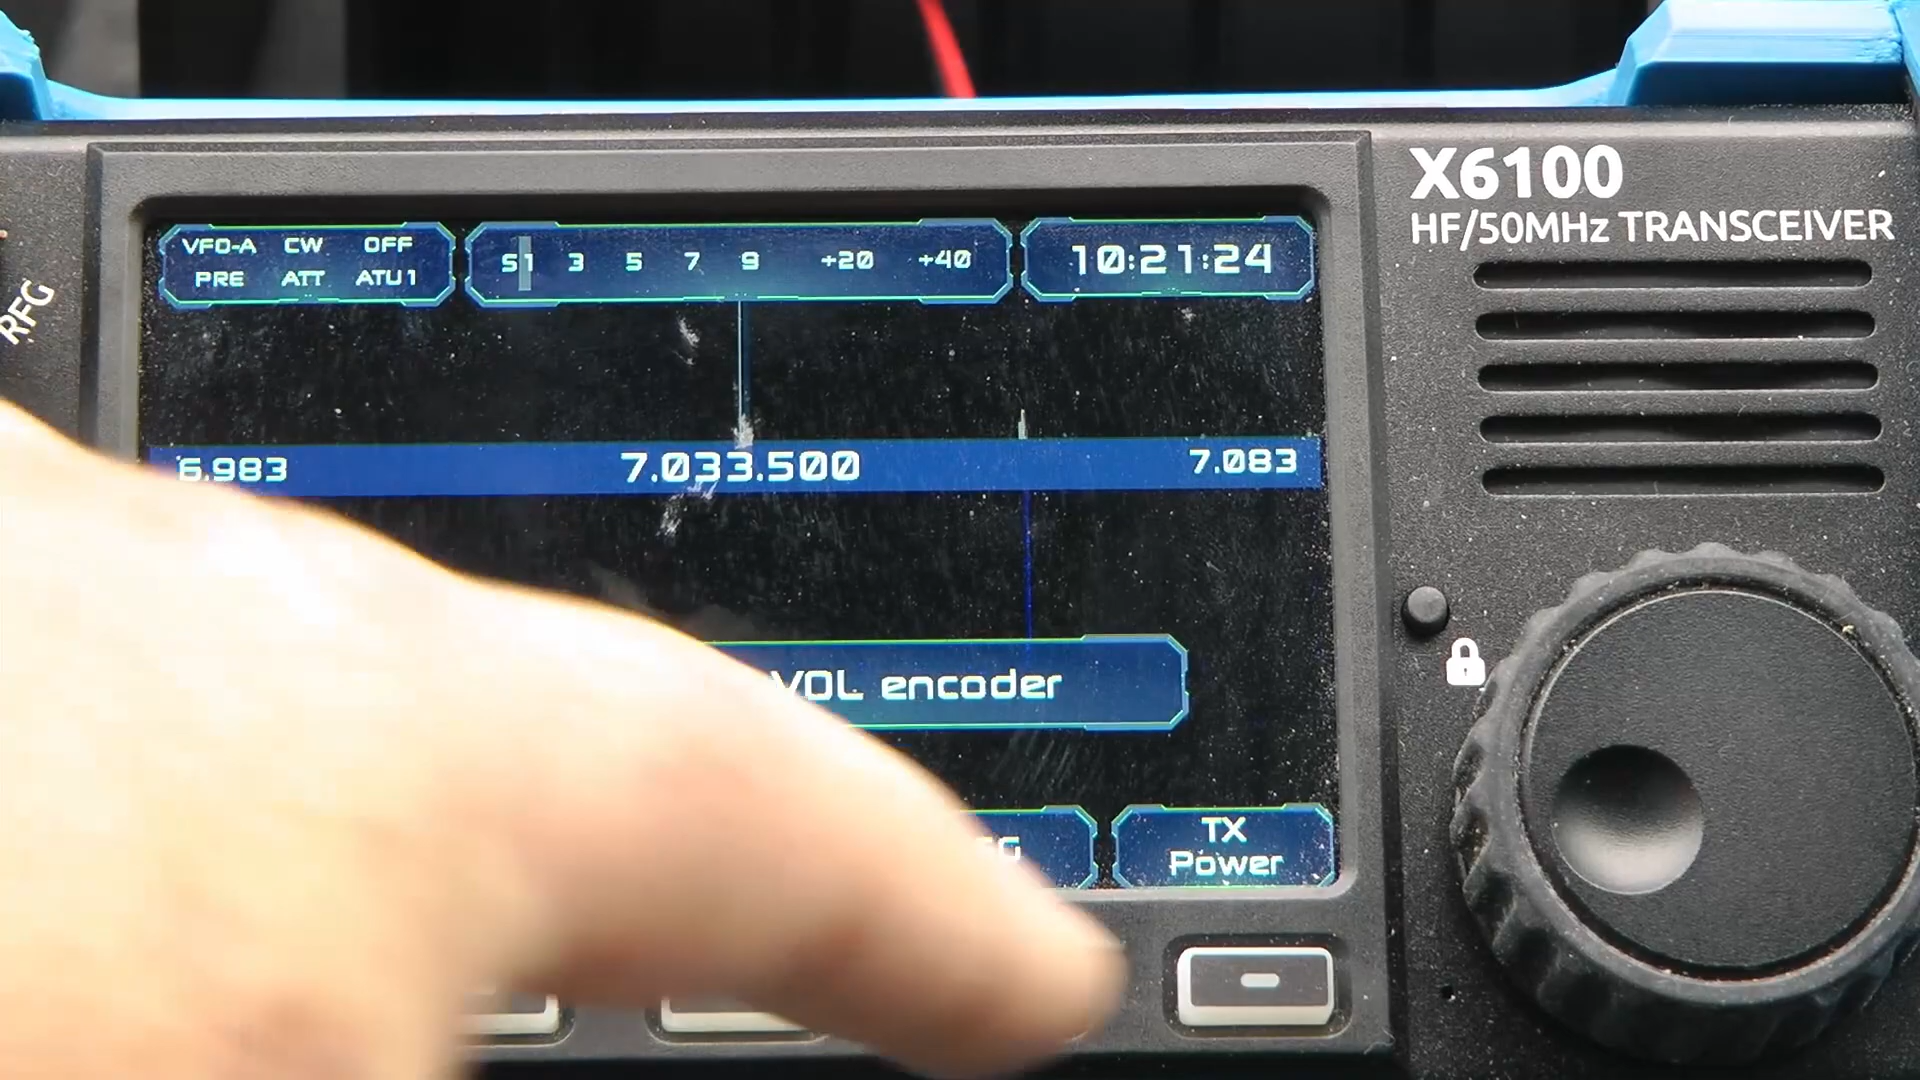 X6100
HF/50MHz TRANSCEIVER
RFG
VFO-A CW OFF
PRE ATT ATU1
S1 3 5 7 9 +20 +40
10:21:24
6.983 7.033.500 7.083
VOL encoder
TX
Power